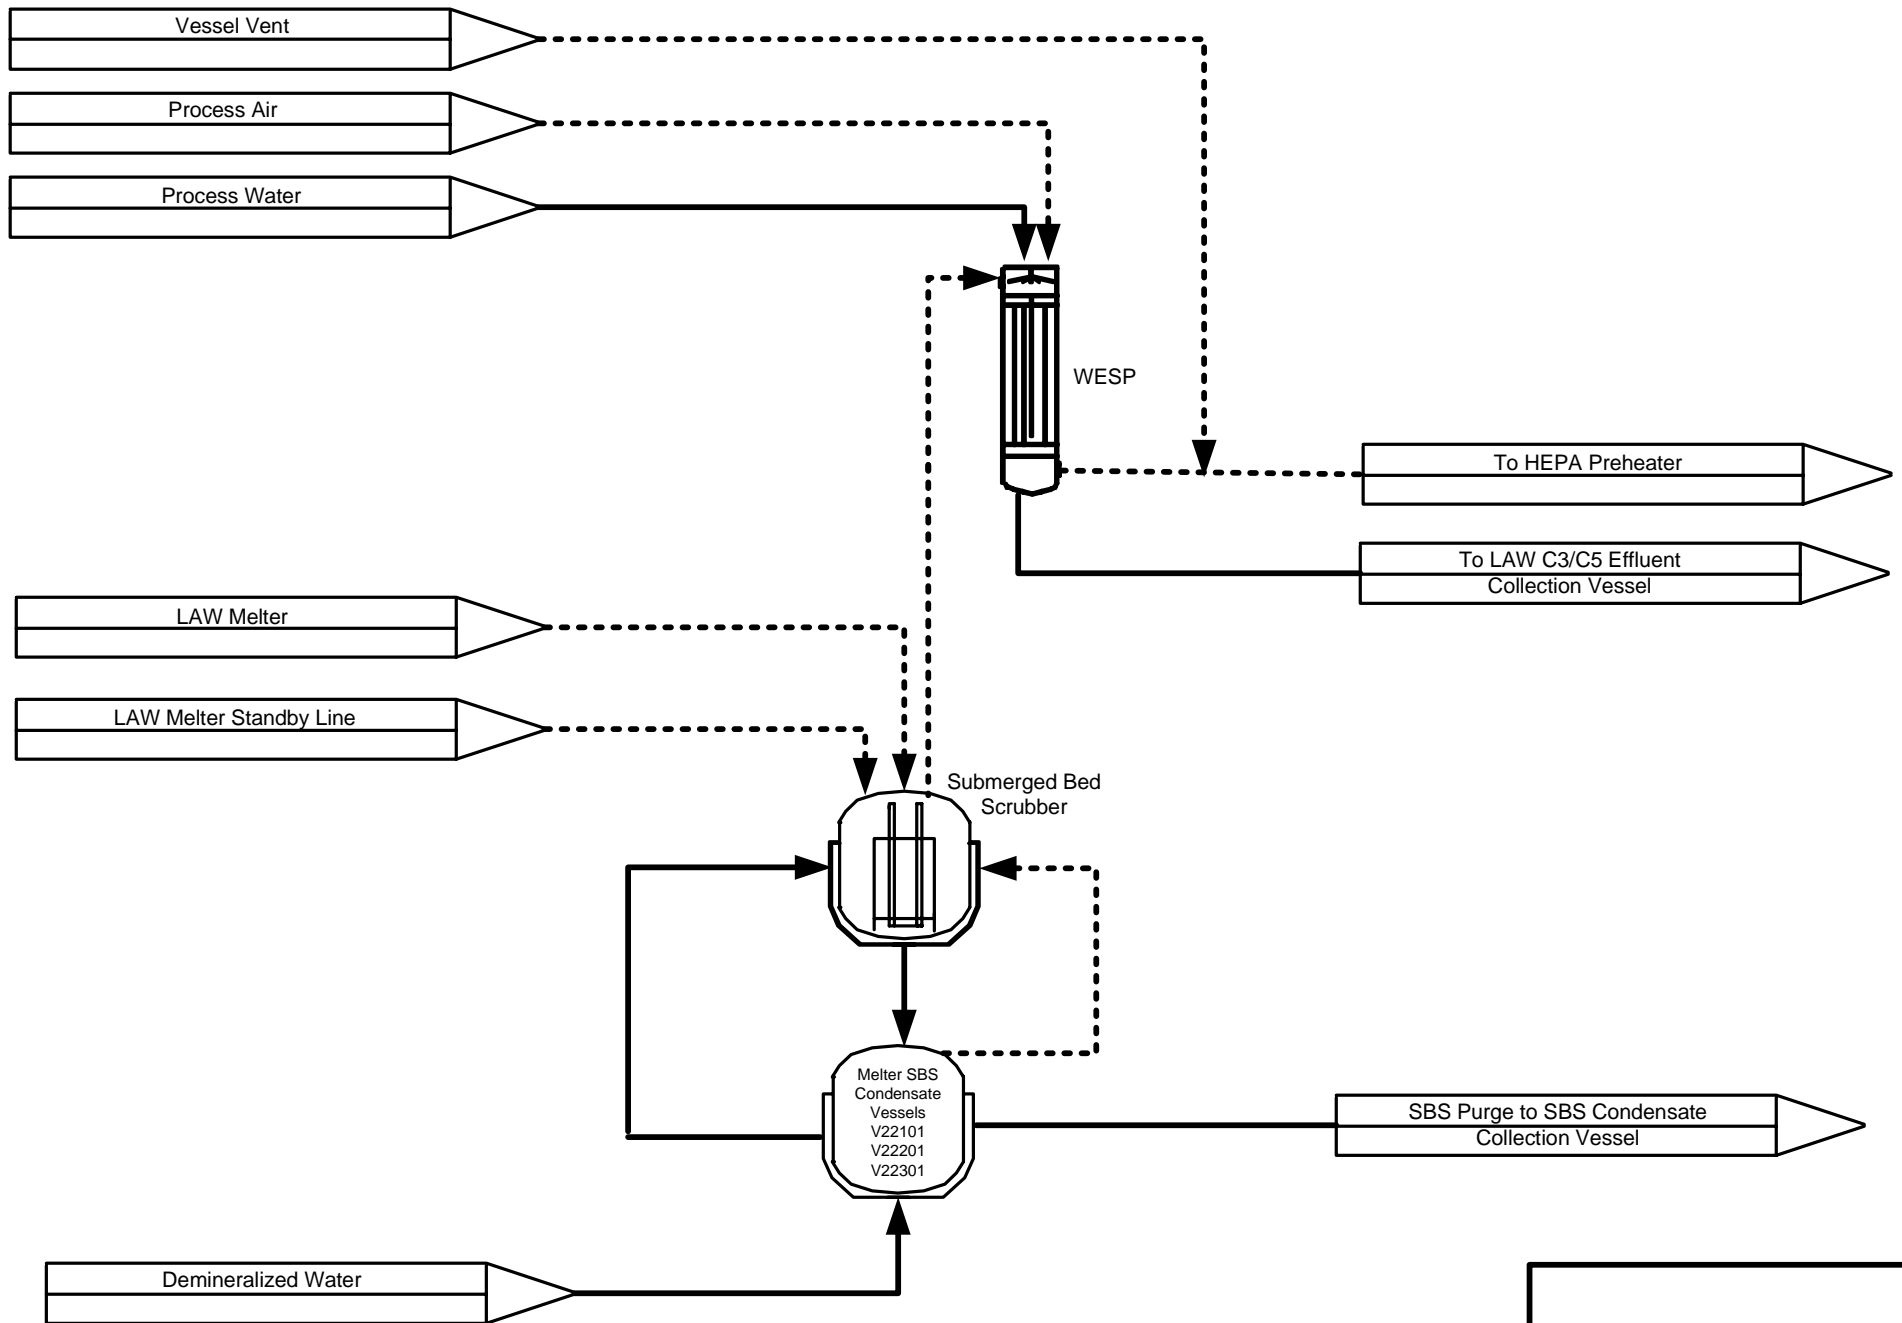 Vessel Vent
Process Air
Process Water
WESP
To HEPA Preheater
To LAW C3/C5 Effluent
Collection Vessel
LAW Melter
LAW Melter Standby Line
Submerged Bed
Scrubber
Melter SBS
Condensate
Vessels
V22101
V22201
V22301
SBS Purge to SBS Condensate
Collection Vessel
Demineralized Water